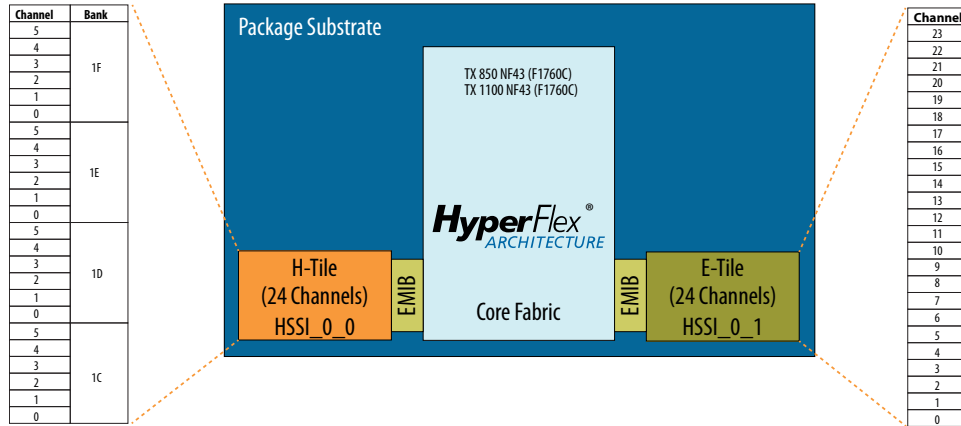 Channel Bank
5
4
3
2
1
0
1F
5
4
3
2
1
0
1E
5
4
3
2
1
0
1D
5
4
3
2
1
0
1C
Package Substrate
TX 850 NF43 (F1760C)
TX 1100 NF43 (F1760C)
HyperFlex®
ARCHITECTURE
Core Fabric
H-Tile
(24 Channels)
HSSI_0_0
EMIB
EMIB
E-Tile
(24 Channels)
HSSI_0_1
Channel
23
22
21
20
19
18
17
16
15
14
13
12
11
10
9
8
7
6
5
4
3
2
1
0